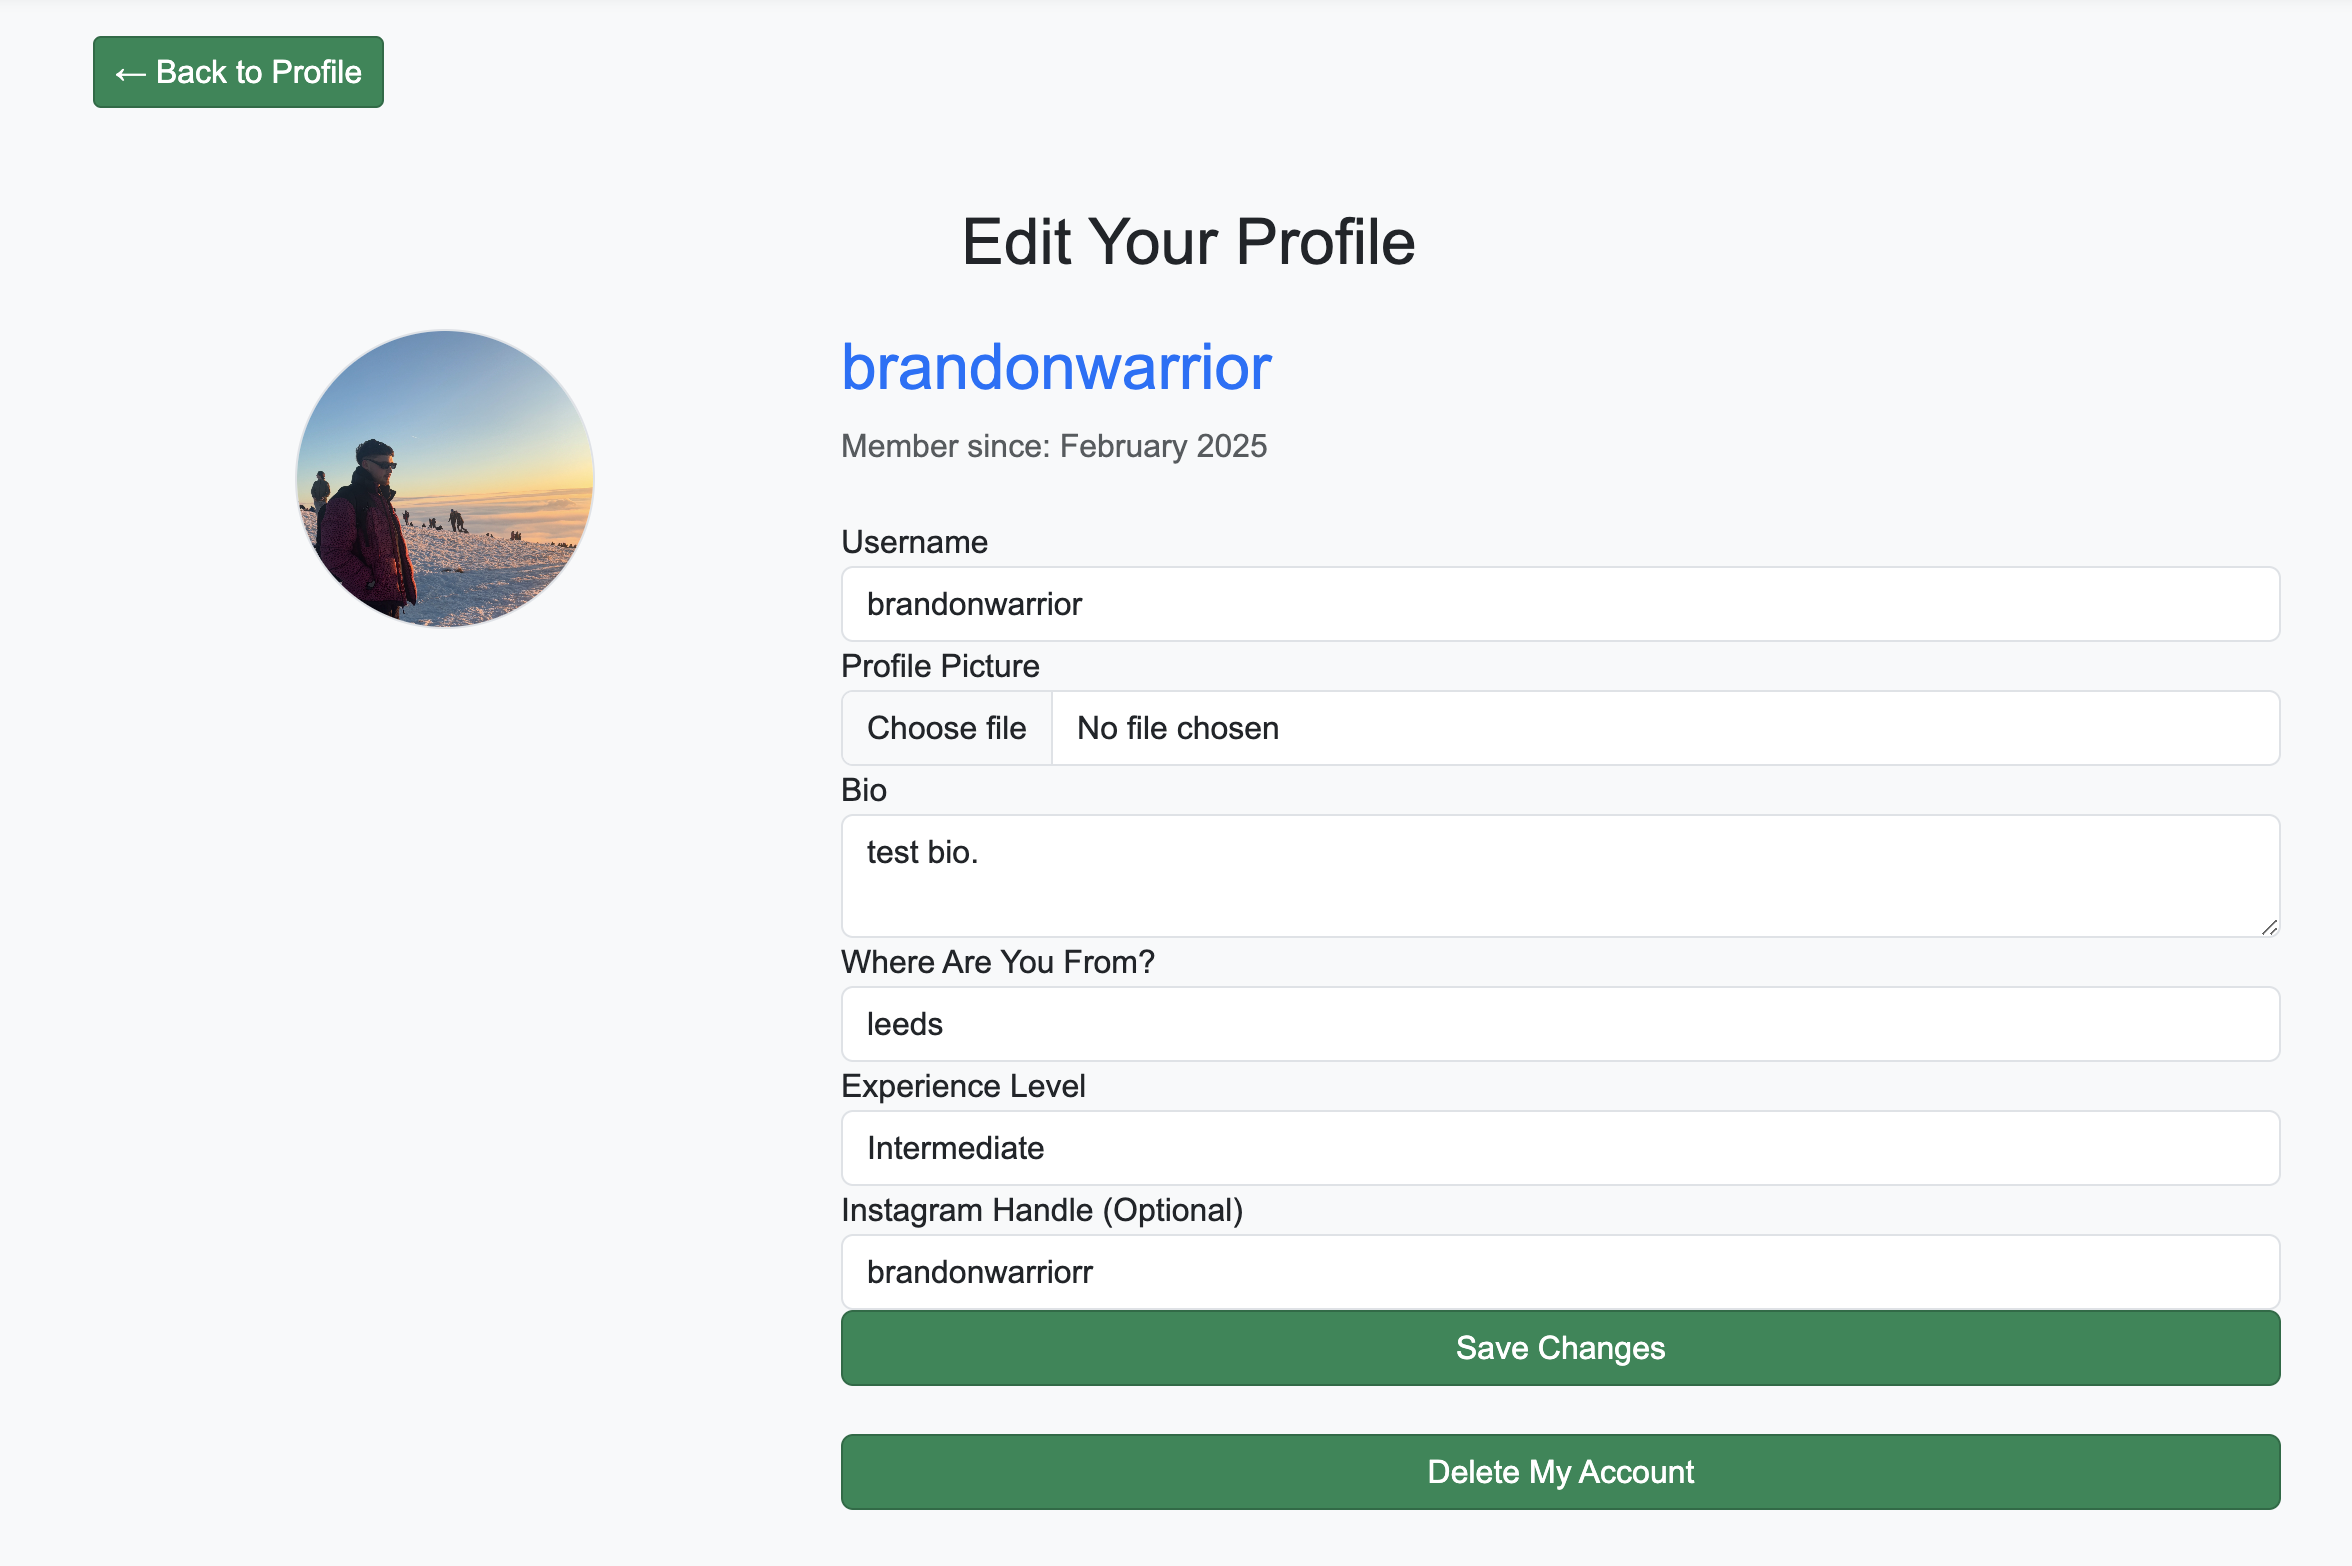 ← Back to Profile
Edit Your Profile
brandonwarrior
Member since: February 2025
Username
brandonwarrior
Profile Picture
Choose file No file chosen
Bio
test bio.
Where Are You From?
leeds
Experience Level
Intermediate
Instagram Handle (Optional)
brandonwarriorr
Save Changes
Delete My Account